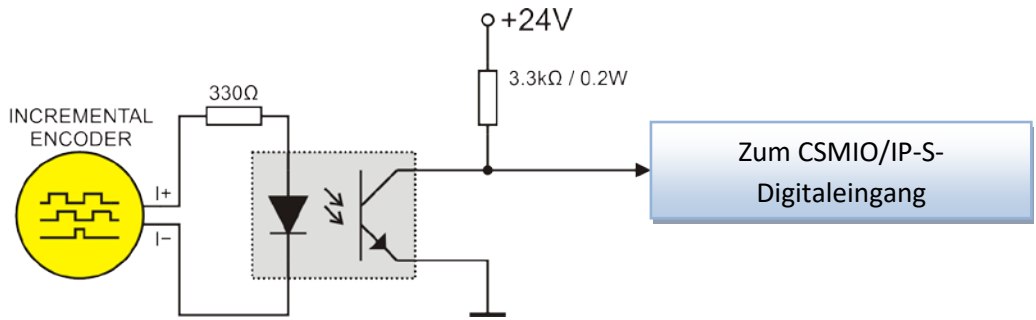 +24V
3.3kΩ / 0.2W
330Ω
INCREMENTAL
ENCODER
I+
I−
Zum CSMIO/IP-S-
Digitaleingang